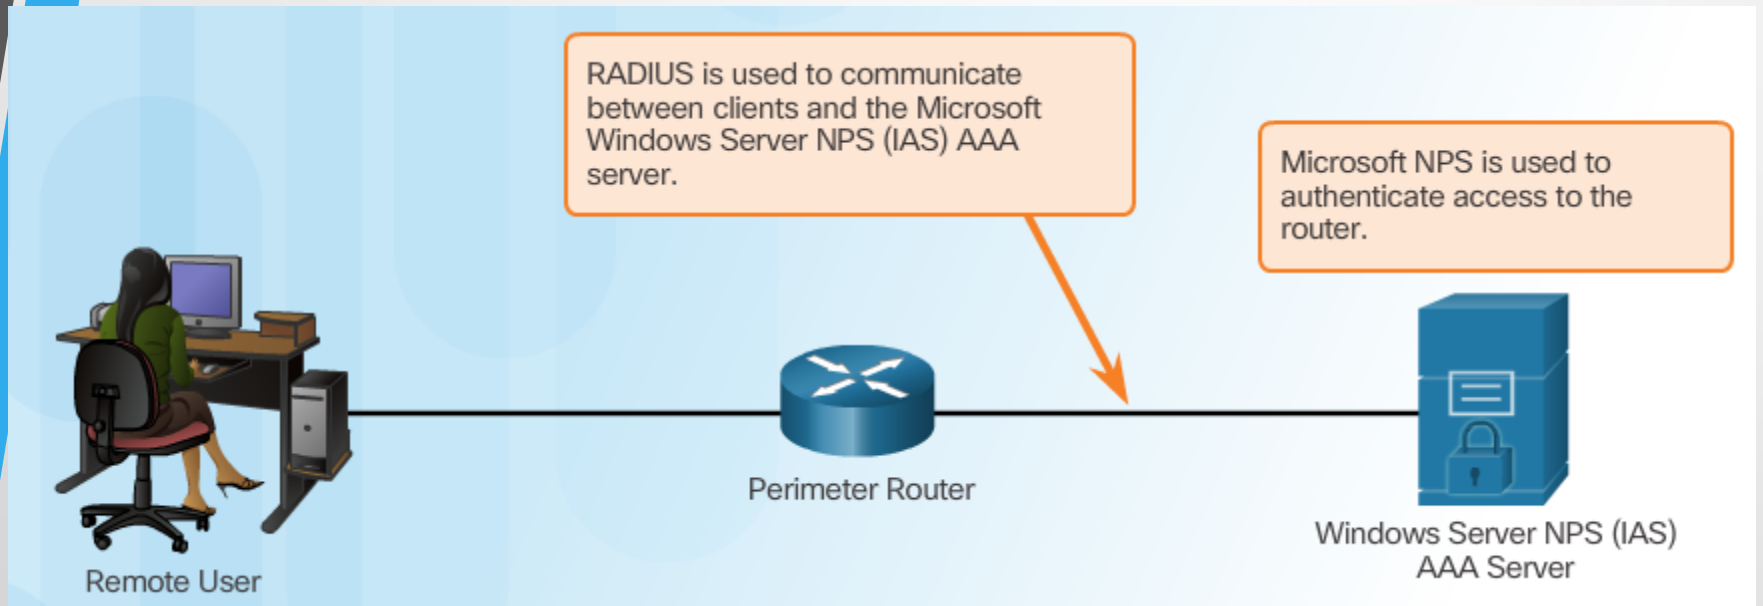 RADIUS is used to communicate
between clients and the Microsoft
Windows Server NPS (IAS) AAA
server.
Microsoft NPS is used to
authenticate access to the
router.
Perimeter Router
Windows Server NPS (IAS)
AAA Server
Remote User